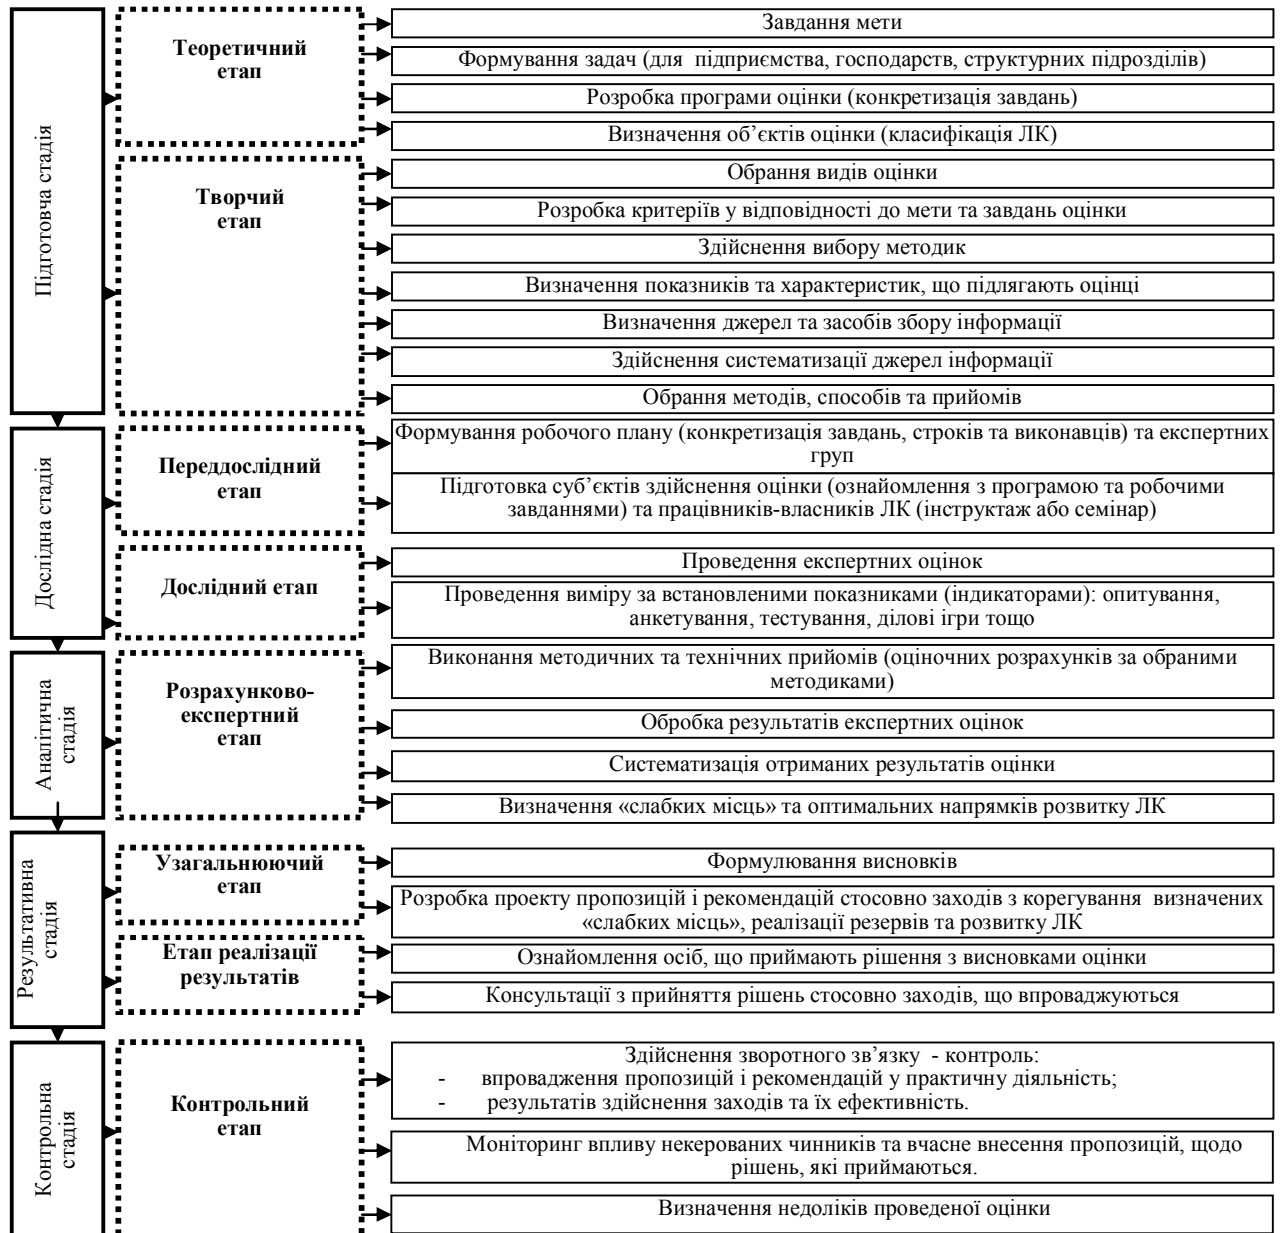 Підготовча стадія
Теоретичний
етап
Завдання мети
Формування задач (для підприємства, господарств, структурних підрозділів)
Розробка програми оцінки (конкретизація завдань)
Визначення об’єктів оцінки (класифікація ЛК)
Творчий
етап
Обрання видів оцінки
Розробка критеріїв у відповідності до мети та завдань оцінки
Здійснення вибору методик
Визначення показників та характеристик, що підлягають оцінці
Визначення джерел та засобів збору інформації
Здійснення систематизації джерел інформації
Обрання методів, способів та прийомів
Дослідна стадія
Переддослідний
етап
Формування робочого плану (конкретизація завдань, строків та виконавців) та експертних
груп
Підготовка суб’єктів здійснення оцінки (ознайомлення з програмою та робочими
завданнями) та працівників-власників ЛК (інструктаж або семінар)
Дослідний етап
Проведення експертних оцінок
Проведення виміру за встановленими показниками (індикаторами): опитування,
анкетування, тестування, ділові ігри тощо
Аналітична
стадія
Розрахунково-
експертний
етап
Виконання методичних та технічних прийомів (оціночних розрахунків за обраними
методиками)
Обробка результатів експертних оцінок
Систематизація отриманих результатів оцінки
Визначення «слабких місць» та оптимальних напрямків розвитку ЛК
Результативна
стадія
Узагальнюючий
етап
Формулювання висновків
Розробка проекту пропозицій і рекомендацій стосовно заходів з корегування визначених
«слабких місць», реалізації резервів та розвитку ЛК
Етап реалізації
результатів
Ознайомлення осіб, що приймають рішення з висновками оцінки
Консультації з прийняття рішень стосовно заходів, що впроваджуються
Контрольна
стадія
Контрольний
етап
Здійснення зворотного зв’язку - контроль:
- впровадження пропозицій і рекомендацій у практичну діяльність;
- результатів здійснення заходів та їх ефективність.
Моніторинг впливу некерованих чинників та вчасне внесення пропозицій, щодо
рішень, які приймаються.
Визначення недоліків проведеної оцінки